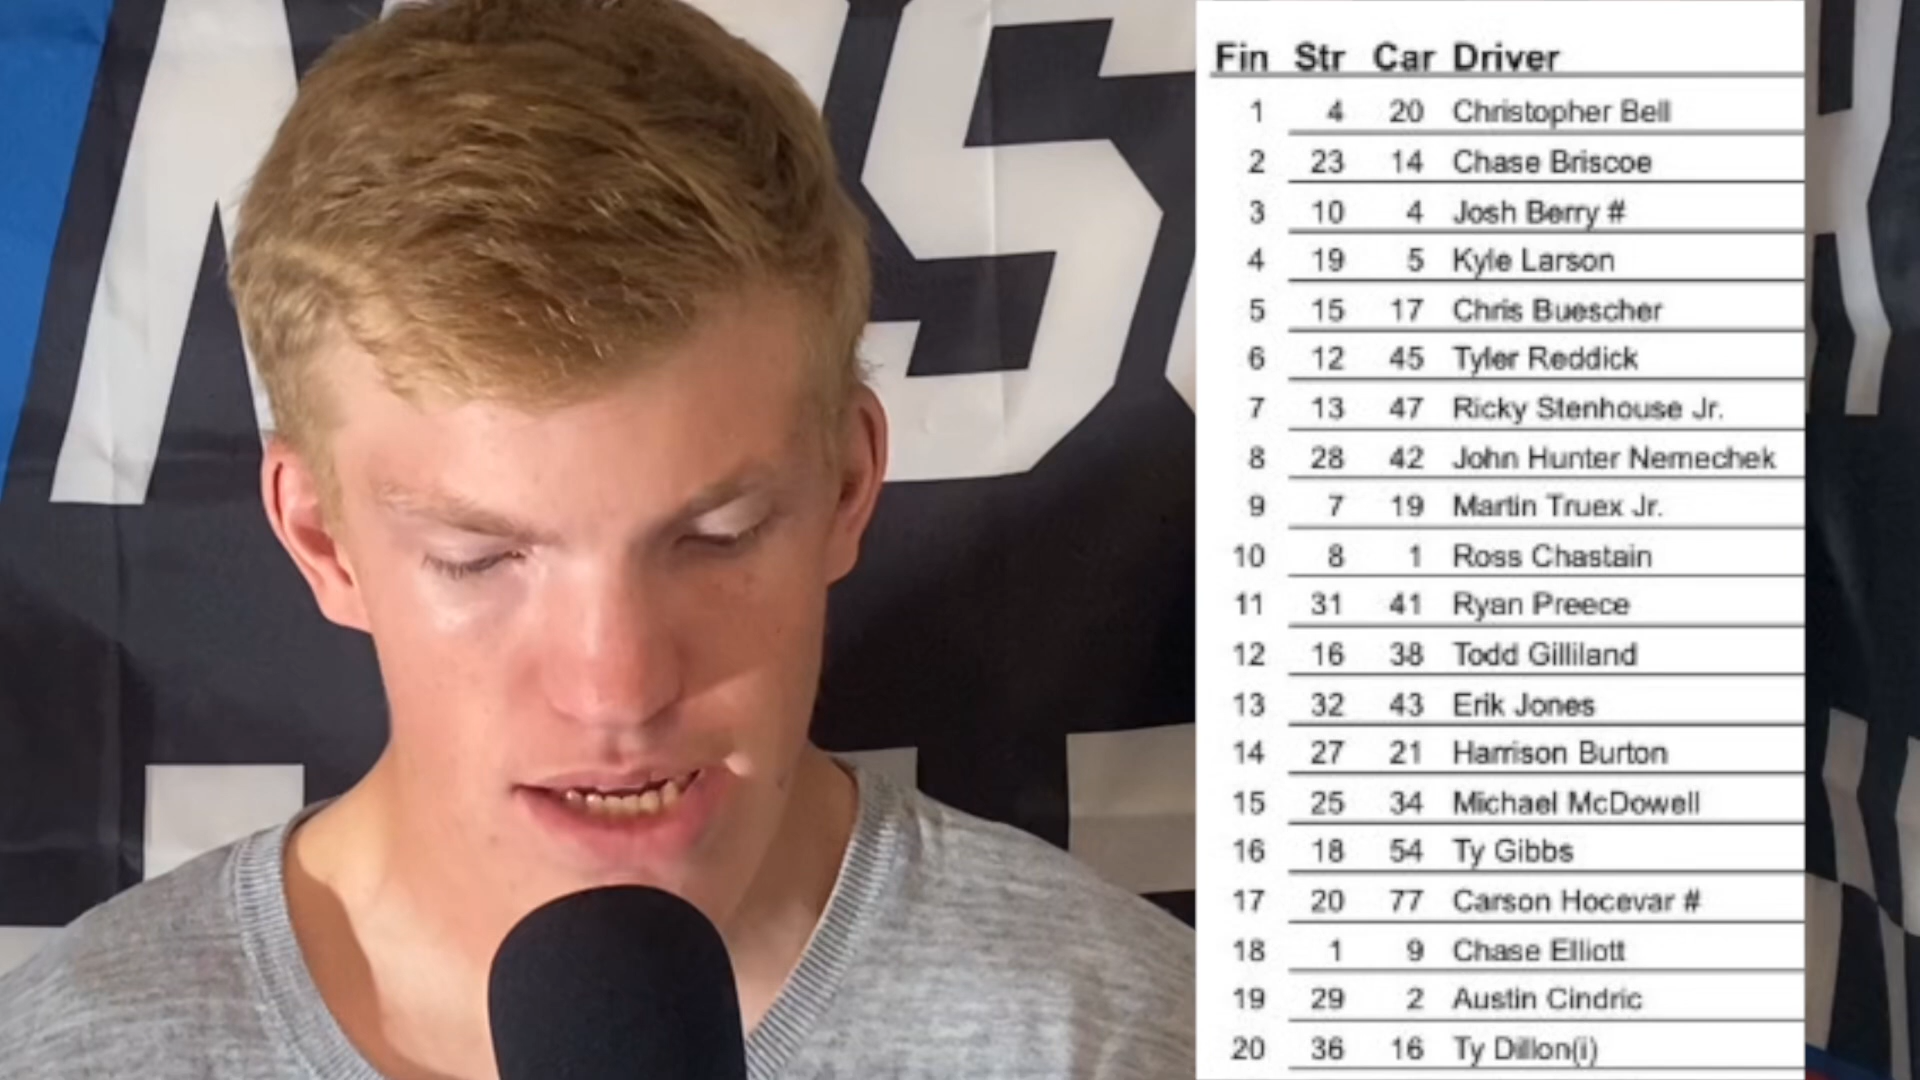 Fin Str Car Driver
1 4 20 Christopher Bell
2 23 14 Chase Briscoe
3 10 4 Josh Berry #
4 19 5 Kyle Larson
5 15 17 Chris Buescher
6 12 45 Tyler Reddick
7 13 47 Ricky Stenhouse Jr.
8 28 42 John Hunter Nemechek
9 7 19 Martin Truex Jr.
10 8 1 Ross Chastain
11 31 41 Ryan Preece
12 16 38 Todd Gilliland
13 32 43 Erik Jones
14 27 21 Harrison Burton
15 25 34 Michael McDowell
16 18 54 Ty Gibbs
17 20 77 Carson Hocevar #
18 1 9 Chase Elliott
19 29 2 Austin Cindric
20 36 16 Ty Dillon(i)